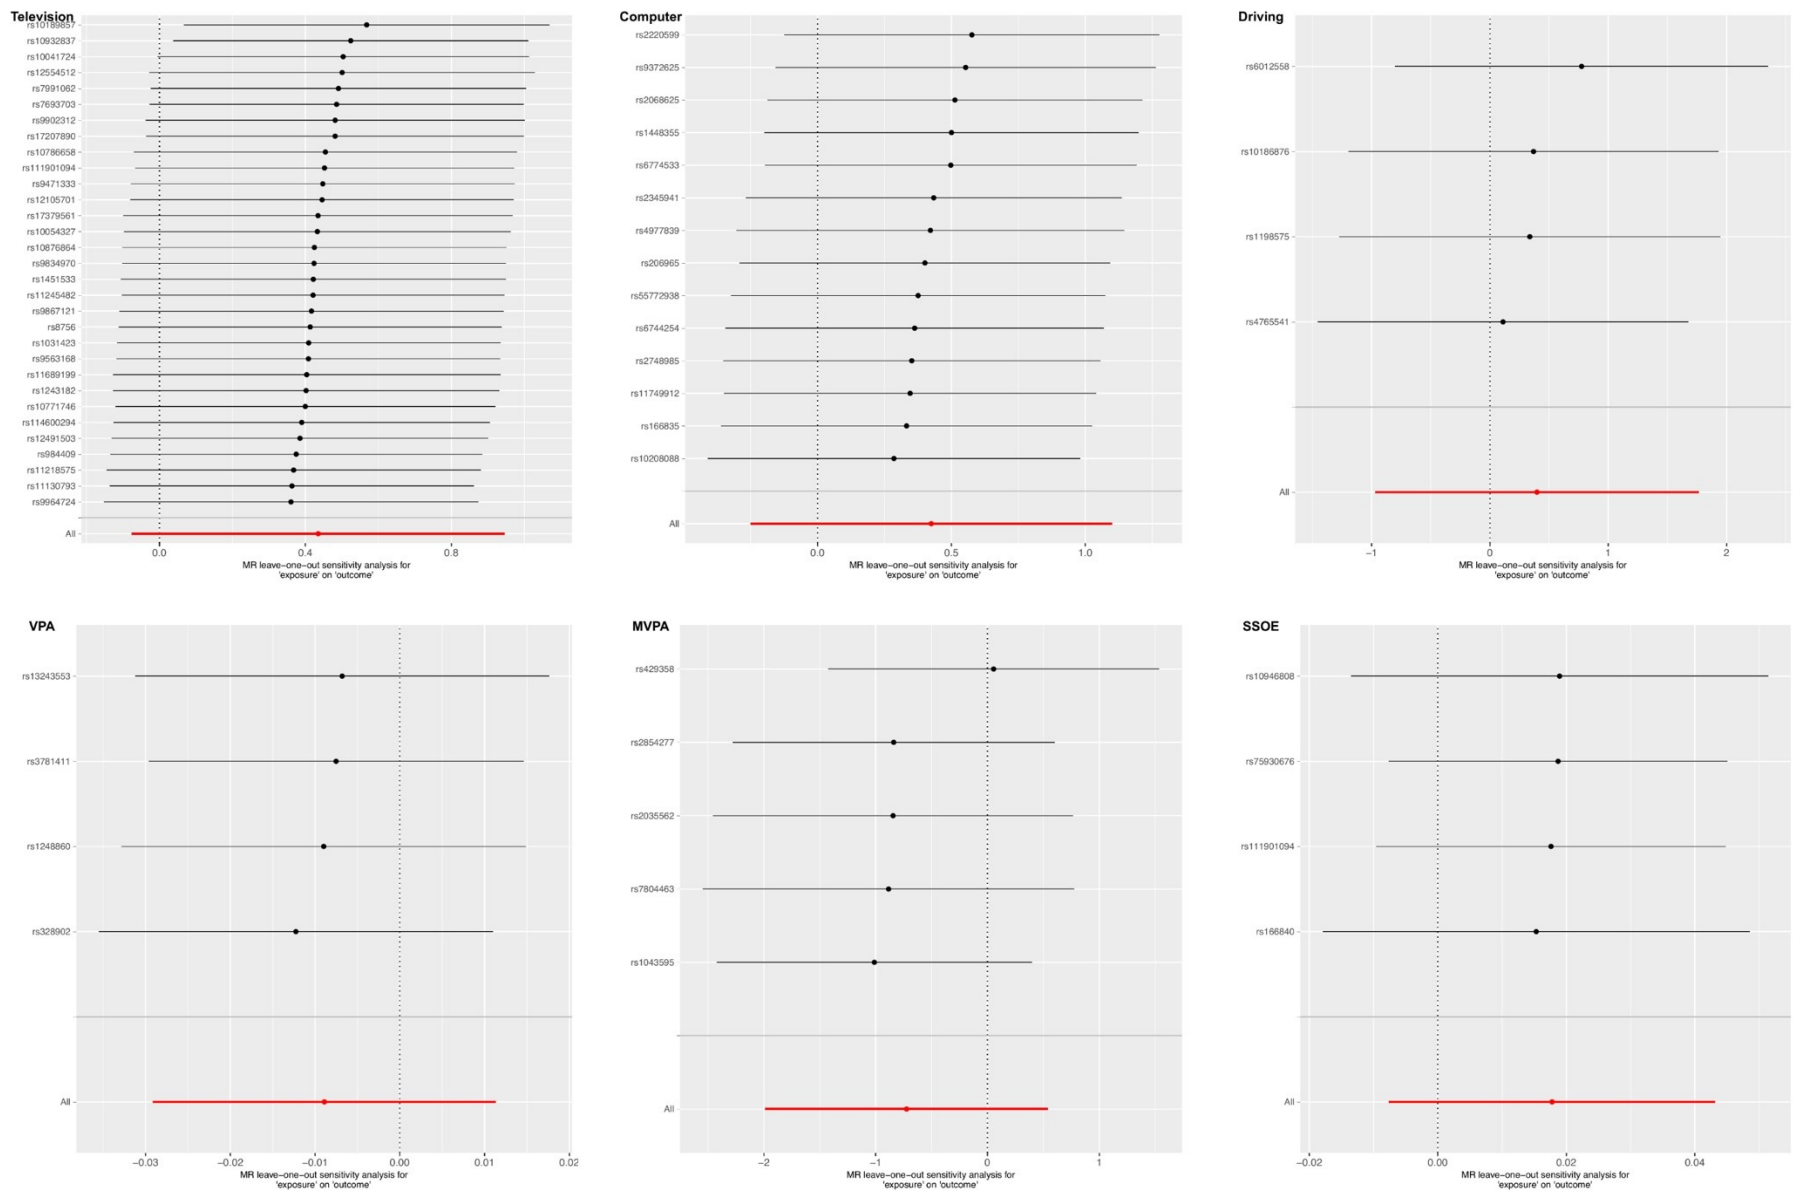 Television
rs10189857
rs10932837
rs10041724
rs12554512
rs7991062
rs7693703
rs9902312
rs17207890
rs10786658
rs111901094
rs9471333
rs12105701
rs17379561
rs10054327
rs10876864
rs9834970
rs1451533
rs11245482
rs9867121
rs8756
rs1031423
rs9563168
rs11689199
rs1243182
rs10771746
rs114600294
rs12491503
rs984409
rs11218575
rs11130793
rs9964724
All
0.0 0.4 0.8
MR leave-one-out sensitivity analysis for
'exposure' on 'outcome'
Computer
rs2220599
rs9372625
rs2068625
rs1448355
rs6774533
rs2345941
rs4977839
rs206965
rs55772938
rs6744254
rs2748985
rs11749912
rs166835
rs10208088
All
0.0 0.5 1.0
MR leave-one-out sensitivity analysis for
'exposure' on 'outcome'
Driving
rs6012558
rs10186876
rs1198575
rs4765541
All
−1 0 1 2
MR leave-one-out sensitivity analysis for
'exposure' on 'outcome'
VPA
rs13243553
rs3781411
rs1248860
rs328902
All
−0.03 −0.02 −0.01 0.00 0.01 0.02
MR leave-one-out sensitivity analysis for
'exposure' on 'outcome'
MVPA
rs429358
rs2854277
rs2035562
rs7804463
rs1043595
All
−2 −1 0 1
MR leave-one-out sensitivity analysis for
'exposure' on 'outcome'
SSOE
rs10946808
rs75930676
rs111901094
rs166840
All
−0.02 0.00 0.02 0.04
MR leave-one-out sensitivity analysis for
'exposure' on 'outcome'